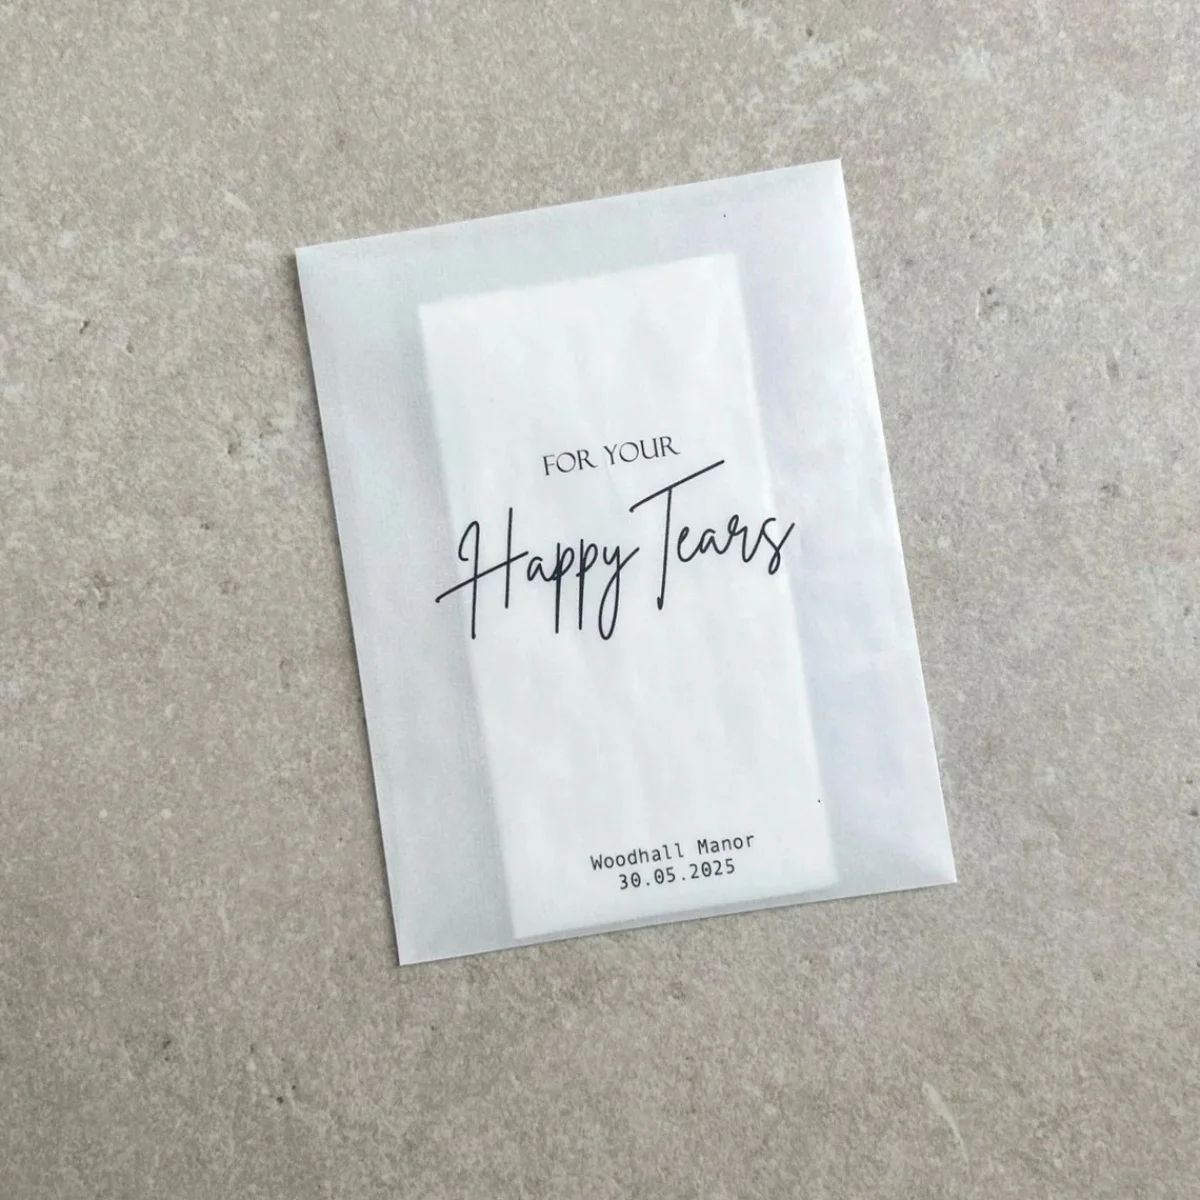 FOR YOUR
Happy Tears
Woodhall Manor
30.05.2025